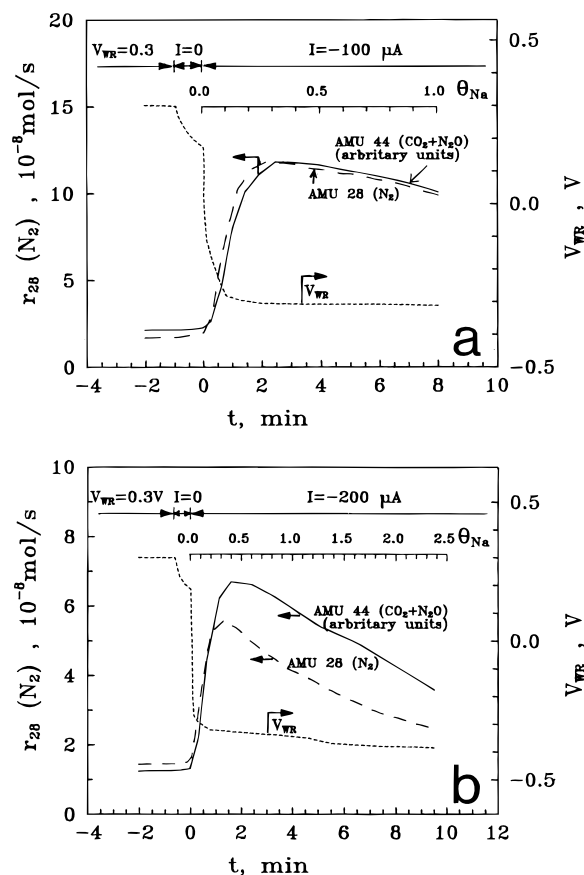 V_WR=0.3 I=0 I=-100 μA
0.0 0.5 1.0 θ_Na
AMU 44 (CO₂+N₂O)
(arbritary units)
AMU 28 (N₂)
V_WR
a
20
15
10
5
0
r₂₈ (N₂) , 10⁻⁸mol/s
0.5
0.0
-0.5
V_WR , V
-4 -2 0 2 4 6 8 10
t, min
V_WR=0.3V I=0 I=-200 μA
0.0 0.5 1.0 1.5 2.0 2.5 θ_Na
AMU 44 (CO₂+N₂O)
(arbritary units)
AMU 28 (N₂)
V_WR
b
10
8
6
4
2
0
r₂₈ (N₂) , 10⁻⁸mol/s
0.5
0.0
-0.5
V_WR , V
-4 -2 0 2 4 6 8 10 12
t, min